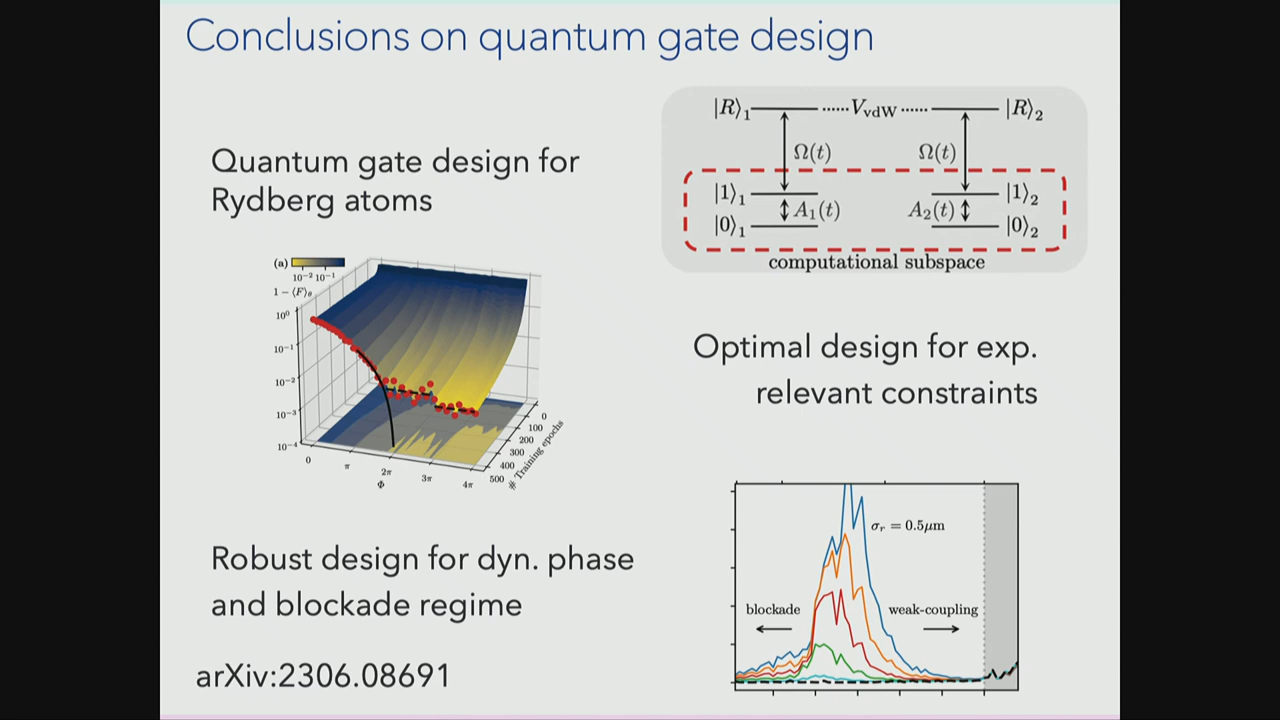 Conclusions on quantum gate design
Quantum gate design for
Rydberg atoms
|R⟩₁ ...... V_vdW ...... |R⟩₂
Ω(t) Ω(t)
|1⟩₁ |1⟩₂
A₁(t) A₂(t)
|0⟩₁ |0⟩₂
computational subspace
(a)
10⁻² 10⁻¹
1 − ⟨F⟩θ
10⁰
10⁻¹
10⁻²
10⁻³
10⁻⁴
0 π 2π 3π 4π
Φ
0
100
200
300
400
500
# Training epochs
Optimal design for exp.
relevant constraints
σᵣ = 0.5μm
blockade weak-coupling
Robust design for dyn. phase
and blockade regime
arXiv:2306.08691